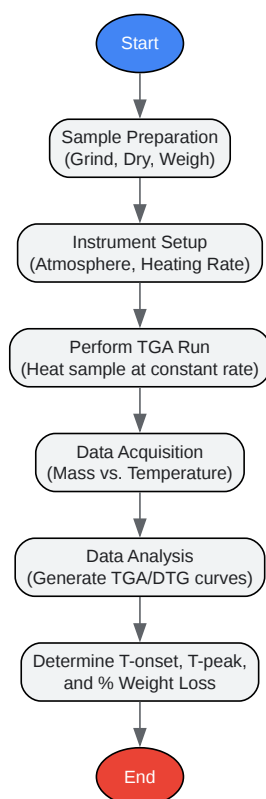 Start
Sample Preparation
(Grind, Dry, Weigh)
Instrument Setup
(Atmosphere, Heating Rate)
Perform TGA Run
(Heat sample at constant rate)
Data Acquisition
(Mass vs. Temperature)
Data Analysis
(Generate TGA/DTG curves)
Determine T-onset, T-peak,
and % Weight Loss
End